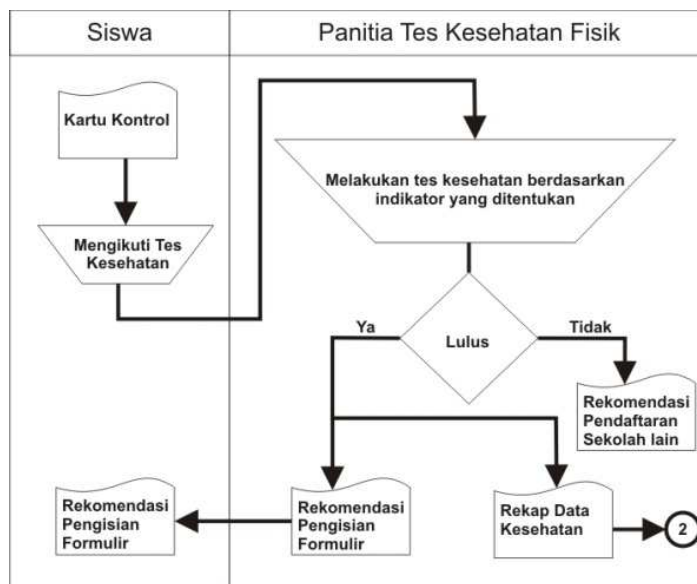 Siswa
Panitia Tes Kesehatan Fisik
Kartu Kontrol
Melakukan tes kesehatan berdasarkan
indikator yang ditentukan
Mengikuti Tes
Kesehatan
Ya
Lulus
Tidak
Rekomendasi
Pendaftaran
Sekolah lain
Rekomendasi
Pengisian
Formulir
Rekomendasi
Pengisian
Formulir
Rekap Data
Kesehatan
2